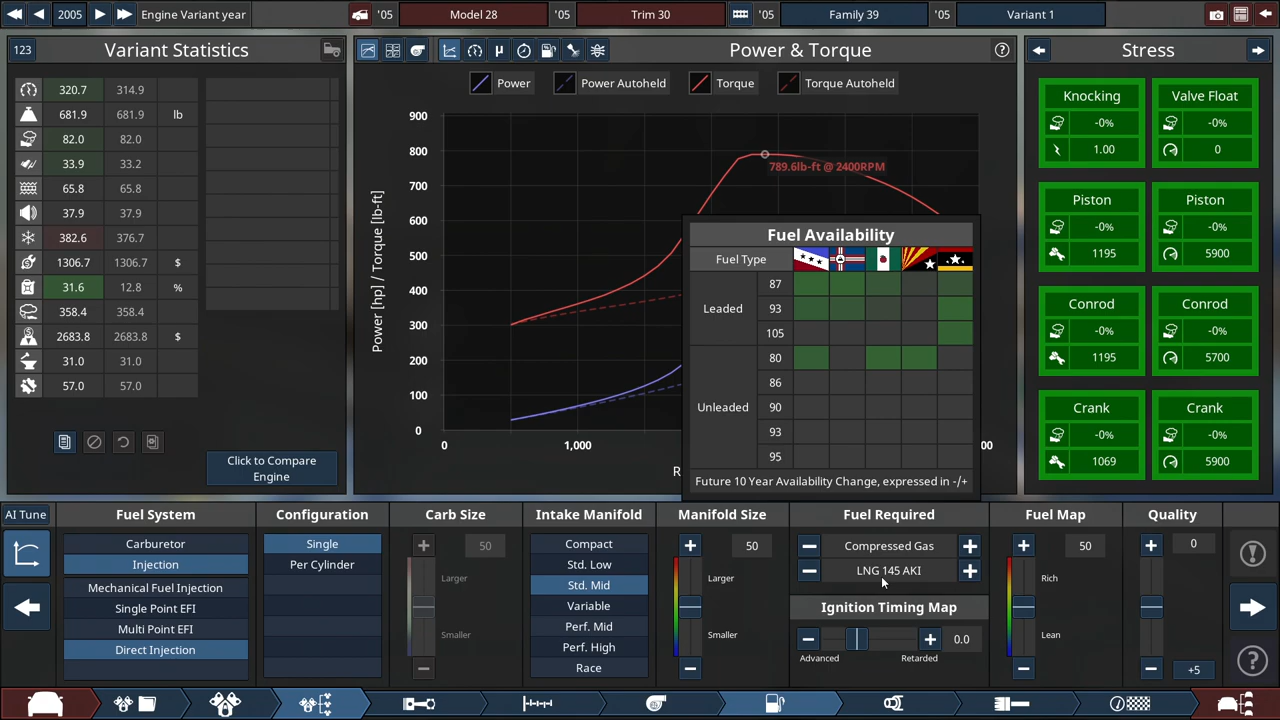 2005 Engine Variant year '05 Model 28 '05 Trim 30 '05 Family 39 '05 Variant 1
123 Variant Statistics
320.7 314.9
681.9 681.9 lb
82.0 82.0
33.9 33.2
65.8 65.8
37.9 37.9
382.6 376.7
1306.7 1306.7 $
31.6 12.8 %
358.4 358.4
2683.8 2683.8 $
31.0 31.0
57.0 57.0
Click to Compare
Engine
Power & Torque ?
Power Power Autoheld Torque Torque Autoheld
Power [hp] / Torque [lb-ft]
900
800
700
600
500
400
300
200
100
0
0 1,000
789.6lb-ft @ 2400RPM
Fuel Availability
Fuel Type
Leaded
87
93
105
Unleaded
80
86
90
93
95
Future 10 Year Availability Change, expressed in -/+
Stress
Knocking Valve Float
-0% -0%
1.00 0
Piston Piston
-0% -0%
1195 5900
Conrod Conrod
-0% -0%
1195 5700
Crank Crank
-0% -0%
1069 5900
AI Tune
Fuel System
Carburetor
Injection
Mechanical Fuel Injection
Single Point EFI
Multi Point EFI
Direct Injection
Configuration
Single
Per Cylinder
Carb Size
50
Larger
Smaller
Intake Manifold
Compact
Std. Low
Std. Mid
Variable
Perf. Mid
Perf. High
Race
Manifold Size
50
Larger
Smaller
Fuel Required
Compressed Gas
LNG 145 AKI
Ignition Timing Map
0.0
Advanced Retarded
Fuel Map
50
Rich
Lean
Quality
0
+5